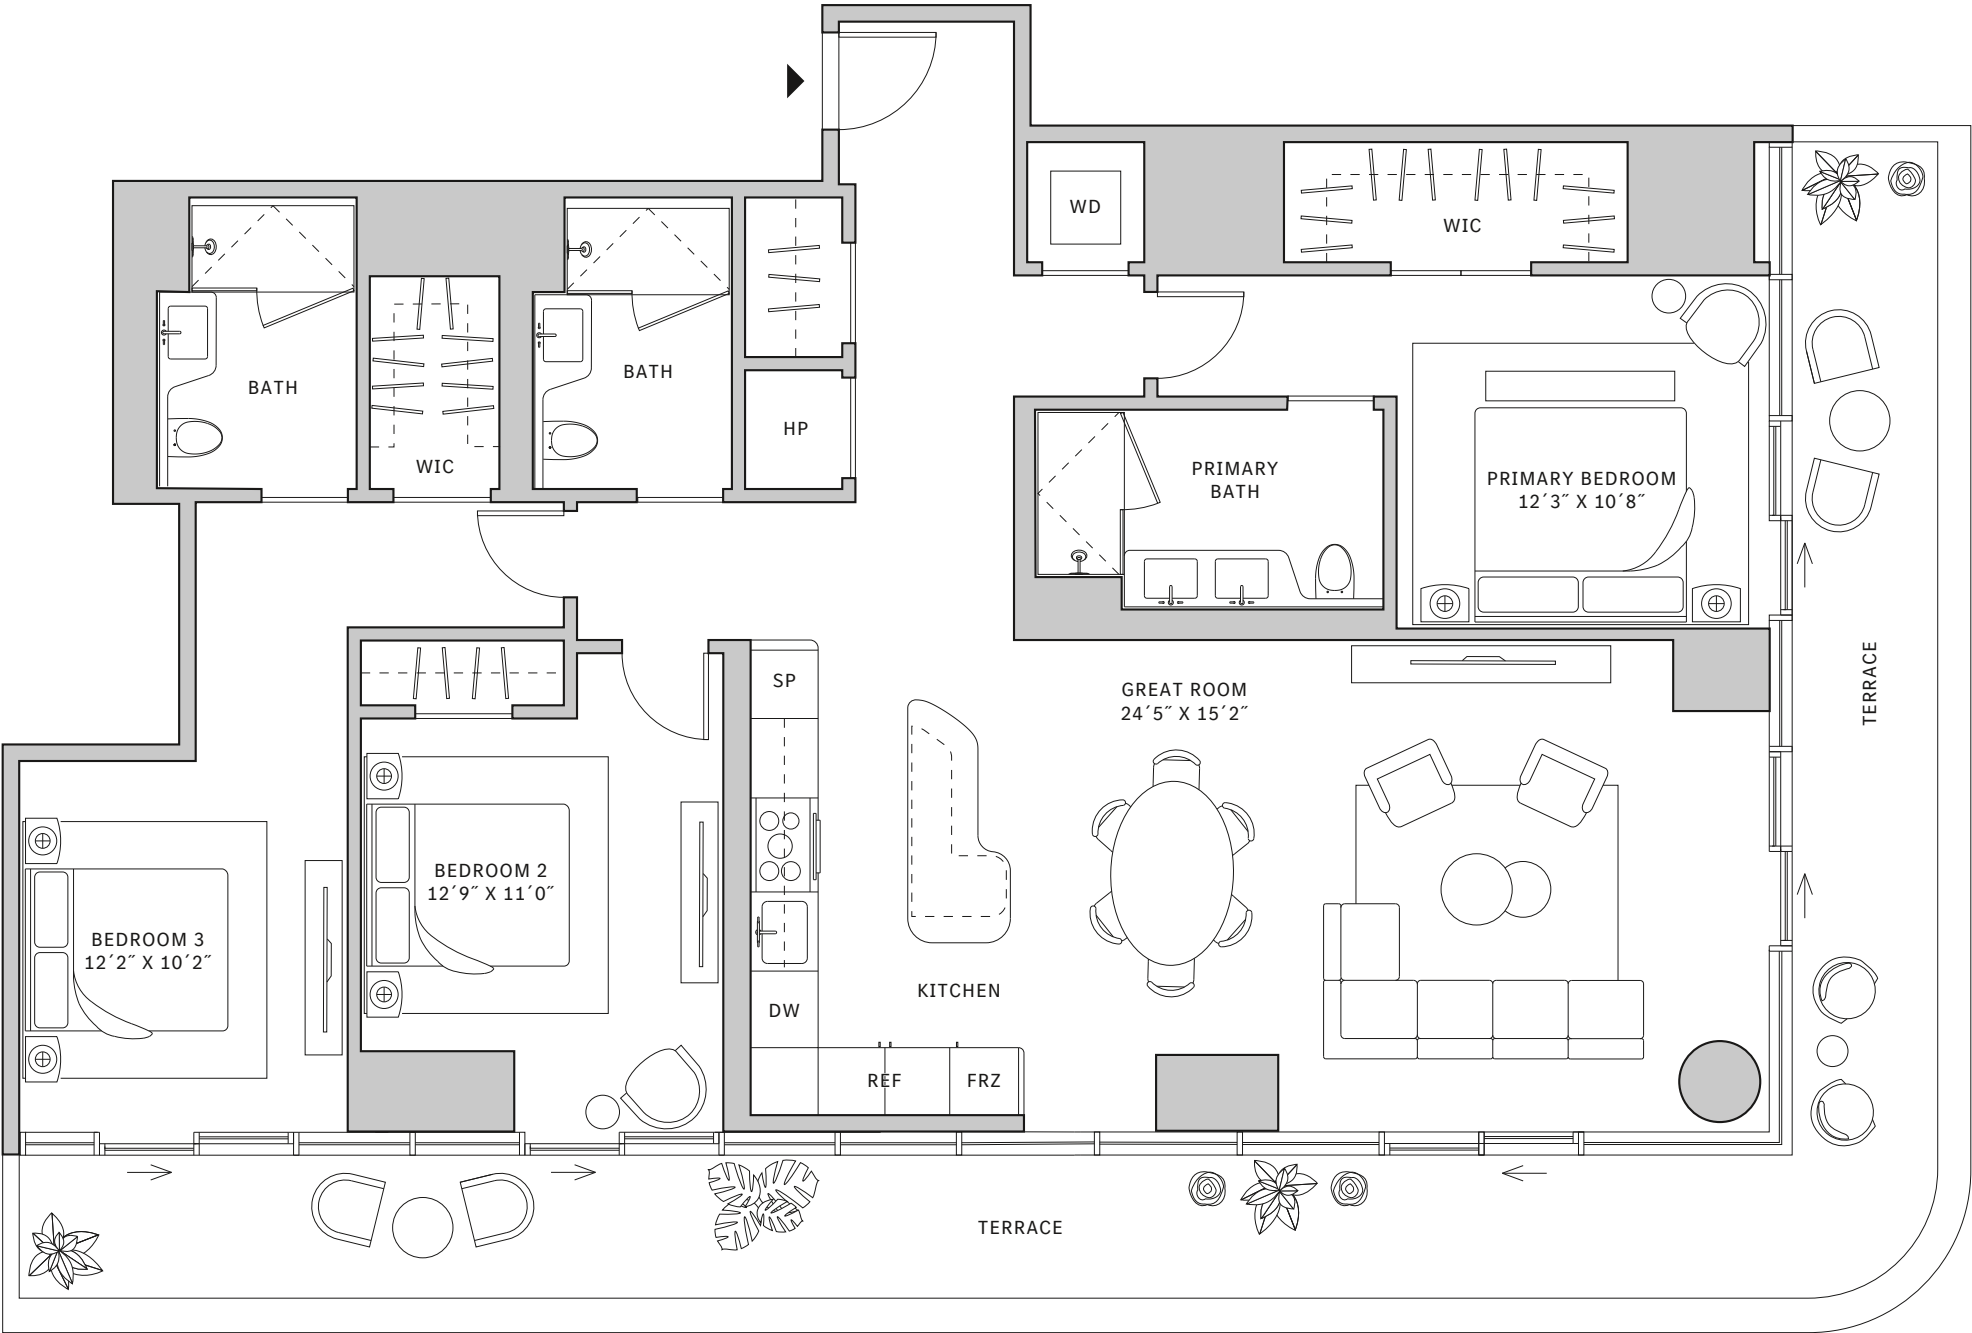 WD
WIC
BATH
BATH
HP
WIC
PRIMARY
BATH
PRIMARY BEDROOM
12´3˝ X 10´8˝
SP
GREAT ROOM
24´5˝ X 15´2˝
TERRACE
BEDROOM 2
12´9˝ X 11´0˝
BEDROOM 3
12´2˝ X 10´2˝
KITCHEN
DW
REF
FRZ
TERRACE